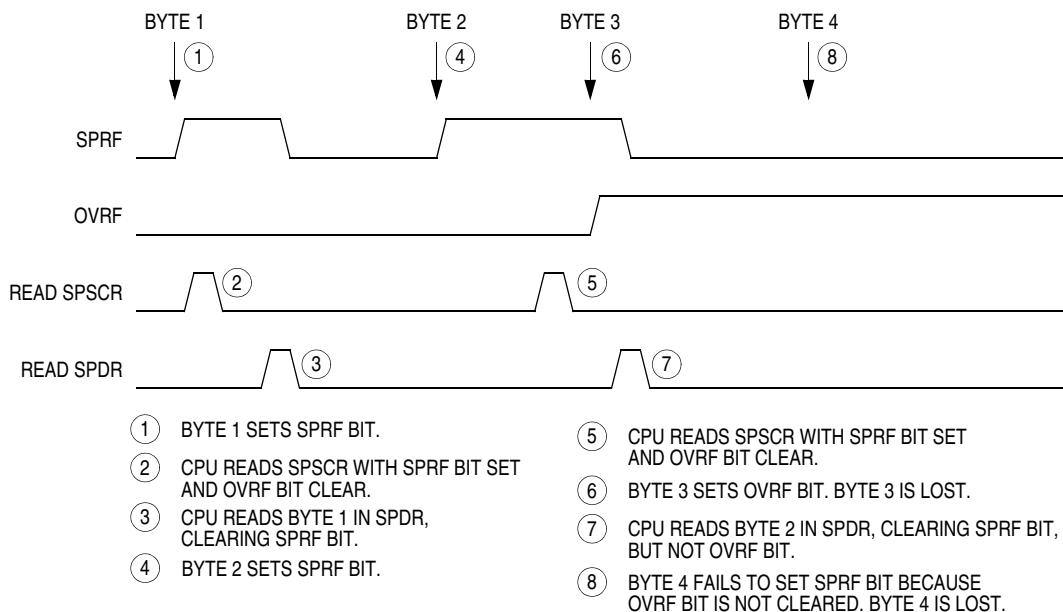 BYTE 1 BYTE 2 BYTE 3 BYTE 4
1 4 6 8
SPRF
OVRF
READ SPSCR 2 5
READ SPDR 3 7
1 BYTE 1 SETS SPRF BIT.
2 CPU READS SPSCR WITH SPRF BIT SET
AND OVRF BIT CLEAR.
3 CPU READS BYTE 1 IN SPDR,
CLEARING SPRF BIT.
4 BYTE 2 SETS SPRF BIT.
5 CPU READS SPSCR WITH SPRF BIT SET
AND OVRF BIT CLEAR.
6 BYTE 3 SETS OVRF BIT. BYTE 3 IS LOST.
7 CPU READS BYTE 2 IN SPDR, CLEARING SPRF BIT,
BUT NOT OVRF BIT.
8 BYTE 4 FAILS TO SET SPRF BIT BECAUSE
OVRF BIT IS NOT CLEARED. BYTE 4 IS LOST.